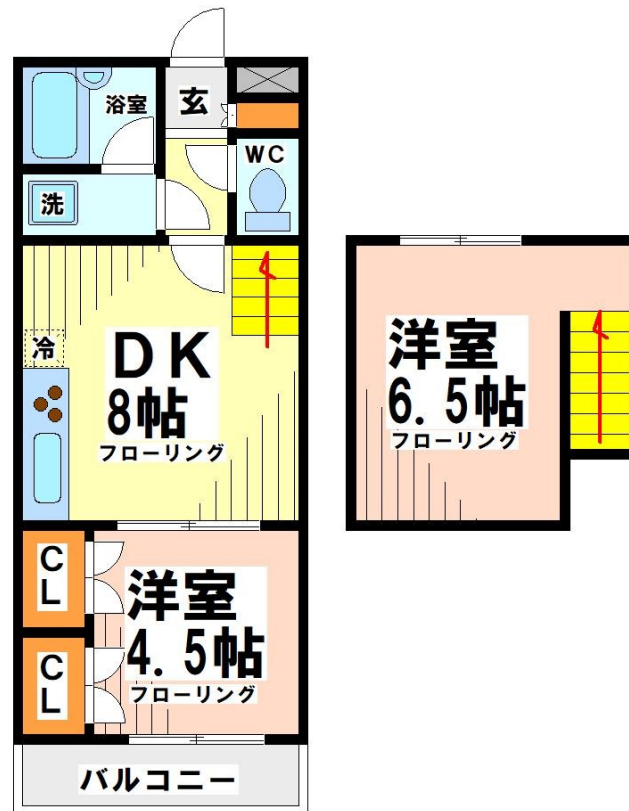 浴室
玄
WC
洗
冷
DK
8帖
フローリング
CL
洋室
4.5帖
フローリング
CL
バルコニー
洋室
6.5帖
フローリング